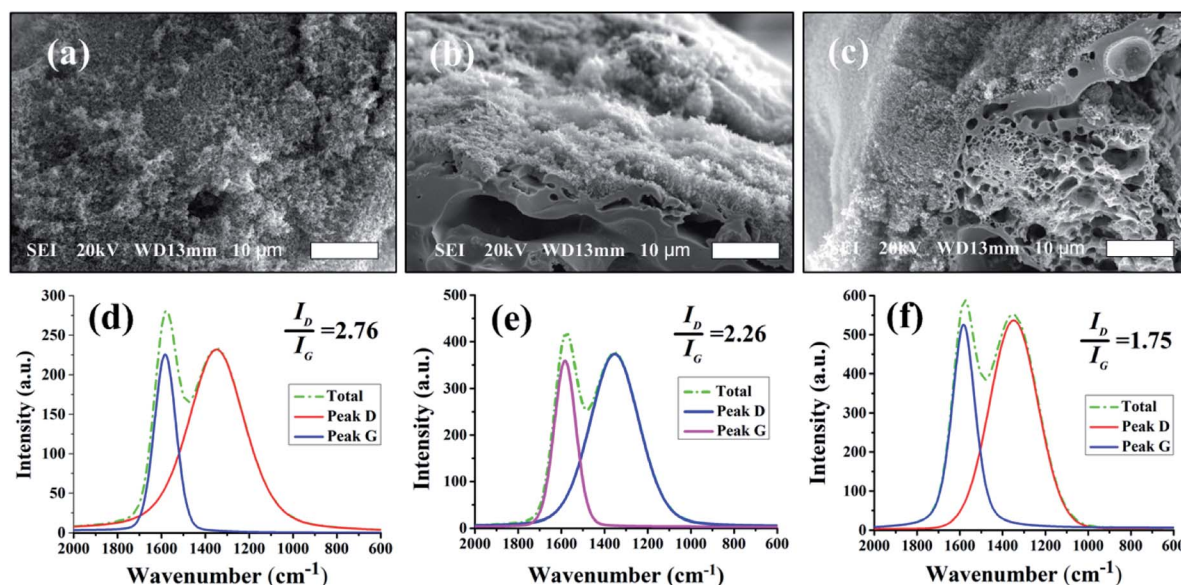 (a)
SEI 20kV WD13mm 10 µm
(b)
SEI 20kV WD13mm 10 µm
(c)
SEI 20kV WD13mm 10 µm
(d)
I_D/I_G=2.76
Total
Peak D
Peak G
Intensity (a.u.)
300
250
200
150
100
50
0
2000 1800 1600 1400 1200 1000 800 600
Wavenumber (cm⁻¹)
(e)
I_D/I_G=2.26
Total
Peak D
Peak G
Intensity (a.u.)
500
400
300
200
100
0
2000 1800 1600 1400 1200 1000 800 600
Wavenumber (cm⁻¹)
(f)
I_D/I_G=1.75
Total
Peak D
Peak G
Intensity (a.u.)
600
500
400
300
200
100
0
2000 1800 1600 1400 1200 1000 800 600
Wavenumber (cm⁻¹)